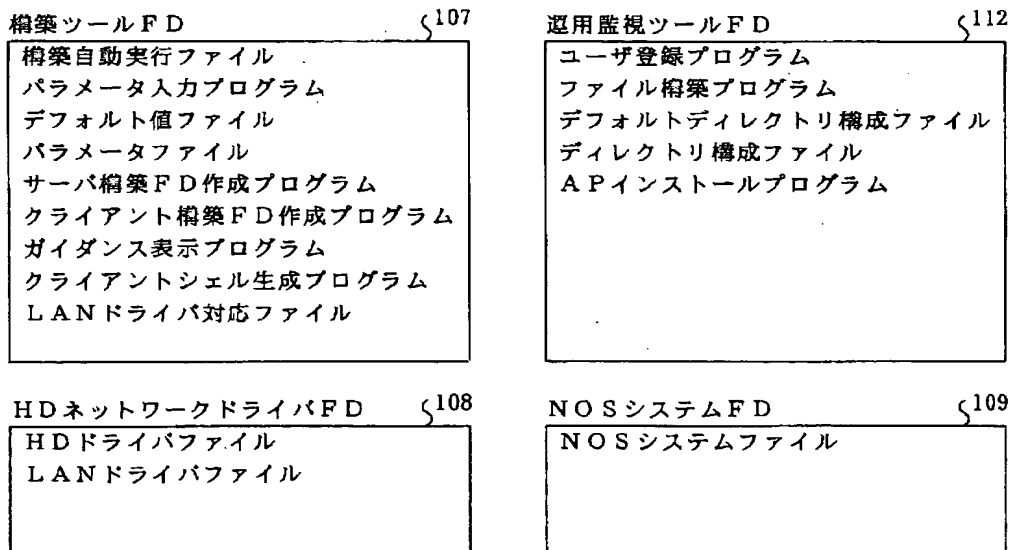 構築ツールFD 107
構築自動実行ファイル
パラメータ入力プログラム
デフォルト値ファイル
パラメータファイル
サーバ構築FD作成プログラム
クライアント構築FD作成プログラム
ガイダンス表示プログラム
クライアントシェル生成プログラム
LANドライバ対応ファイル
運用監視ツールFD 112
ユーザ登録プログラム
ファイル構築プログラム
デフォルトディレクトリ構成ファイル
ディレクトリ構成ファイル
APインストールプログラム
HDネットワークドライバFD 108
HDドライバファイル
LANドライバファイル
NOSシステムFD 109
NOSシステムファイル